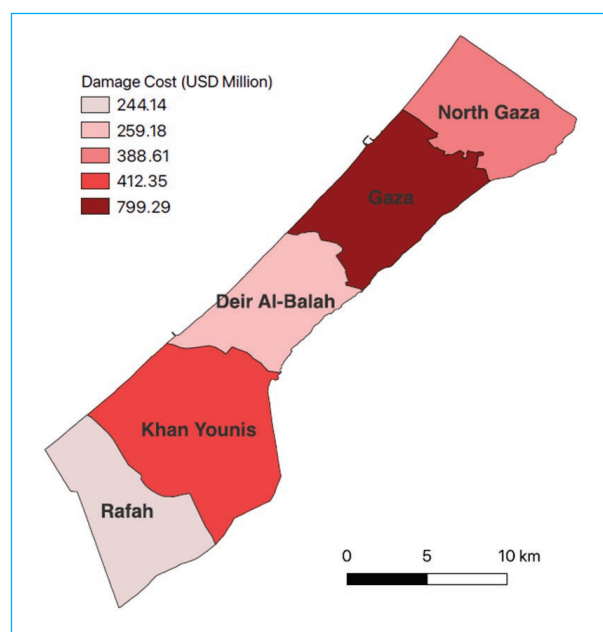 Damage Cost (USD Million)
244.14
259.18
388.61
412.35
799.29
North Gaza
Gaza
Deir Al-Balah
Khan Younis
Rafah
0 5 10 km